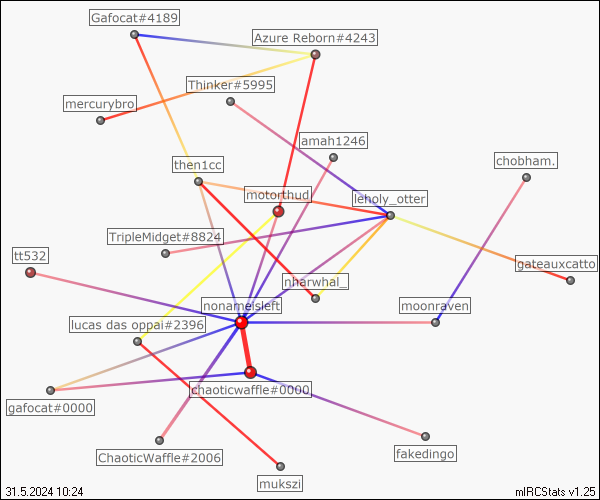 Gafocat#4189
Azure Reborn#4243
Thinker#5995
mercurybro
amah1246
chobham.
then1cc
motorthud
leholy_otter
TripleMidget#8824
tt532
gateauxcatto
nharwhal_
nonameisleft
moonraven
lucas das oppai#2396
chaoticwaffle#0000
gafocat#0000
fakedingo
ChaoticWaffle#2006
mukszi
31.5.2024 10:24
mIRCStats v1.25